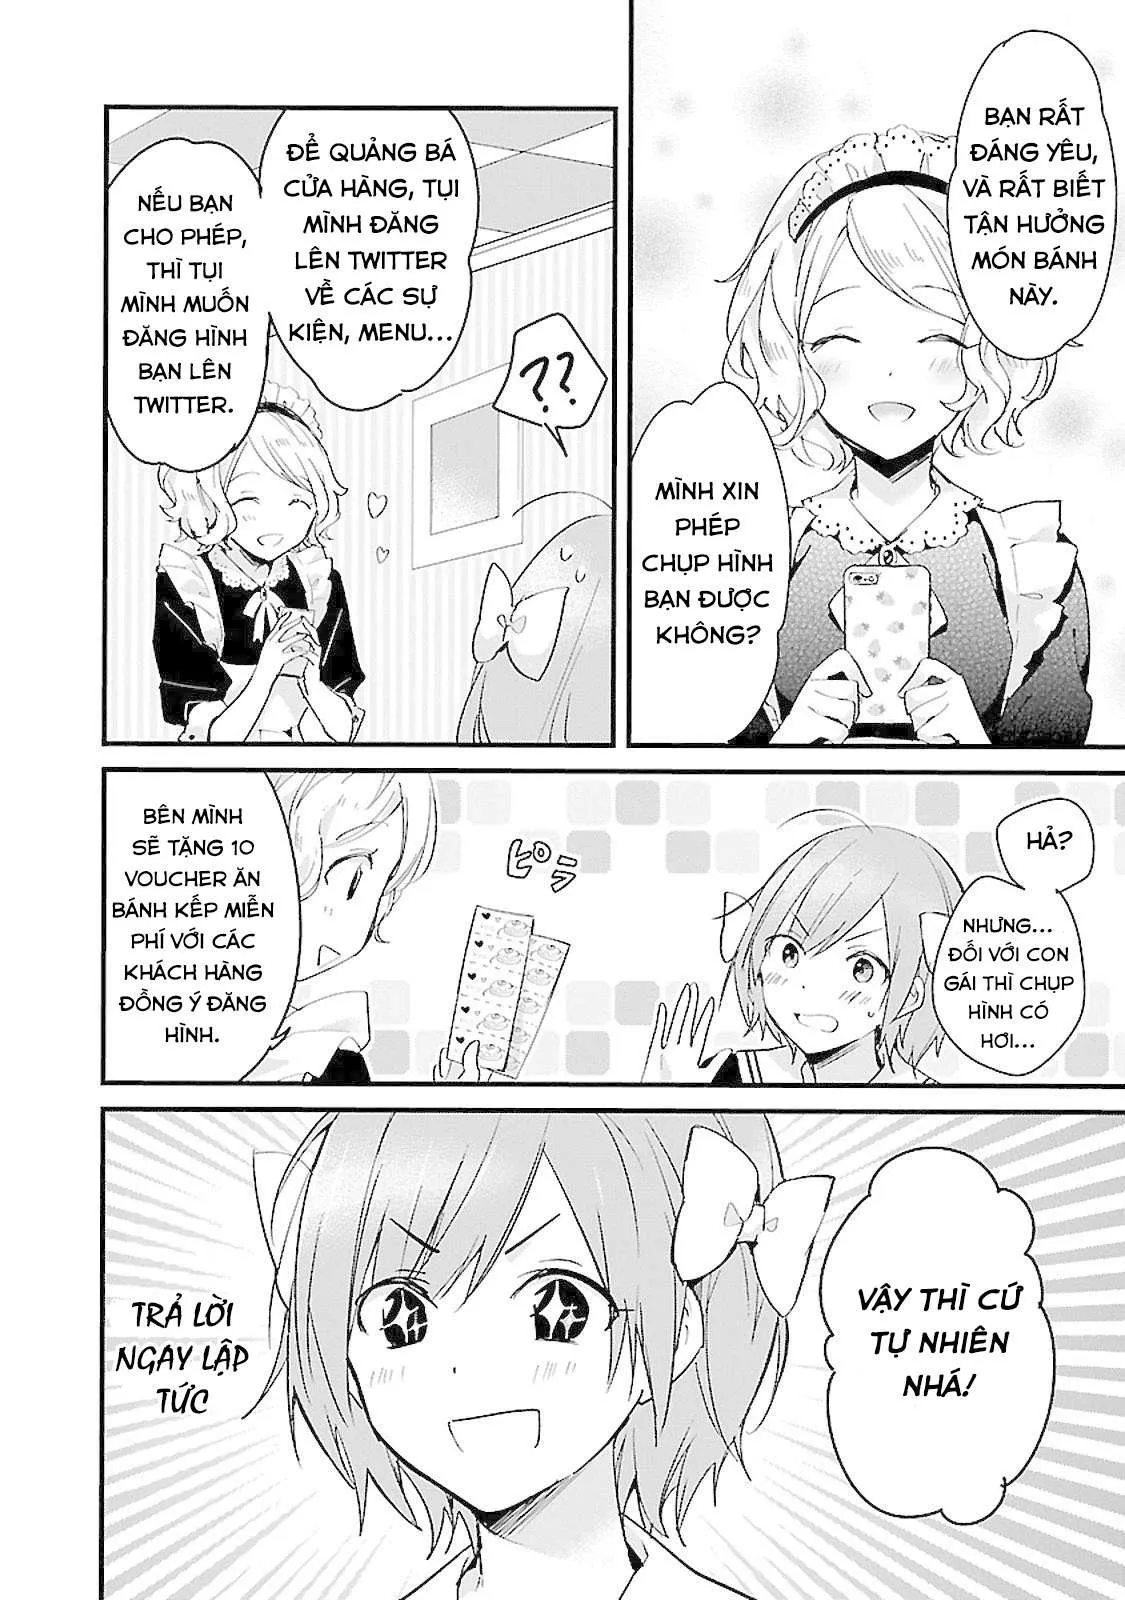 BẠN RẤT
ĐÁNG YÊU,
VÀ RẤT BIẾT
TẬN HƯỞNG
MÓN BÁNH
NÀY.
MÌNH XIN
PHÉP
CHỤP HÌNH
BẠN ĐƯỢC
KHÔNG?
ĐỂ QUẢNG BÁ
CỬA HÀNG, TỤI
MÌNH ĐĂNG
LÊN TWITTER
VỀ CÁC SỰ
KIỆN, MENU...
??
NẾU BẠN
CHO PHÉP,
THÌ TỤI
MÌNH MUỐN
ĐĂNG HÌNH
BẠN LÊN
TWITTER.
HẢ?
NHƯNG...
ĐỐI VỚI CON
GÁI THÌ CHỤP
HÌNH CÓ
HƠI...
ピラ
BÊN MÌNH
SẼ TẶNG 10
VOUCHER ĂN
BÁNH KẾP MIỄN
PHÍ VỚI CÁC
KHÁCH HÀNG
ĐỒNG Ý ĐĂNG
HÌNH.
VẬY THÌ CỨ
TỰ NHIÊN
NHÁ!
TRẢ LỜI
NGAY LẬP
TỨC